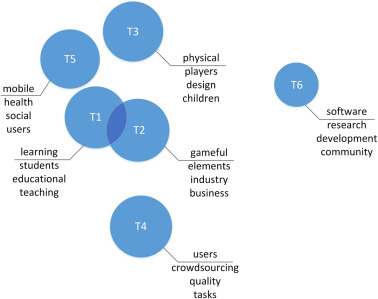 T3
T5
physical
players
design
children
T6
mobile
health
social
users
T1
T2
software
research
development
community
learning
students
educational
teaching
gameful
elements
industry
business
T4
users
crowdsourcing
quality
tasks